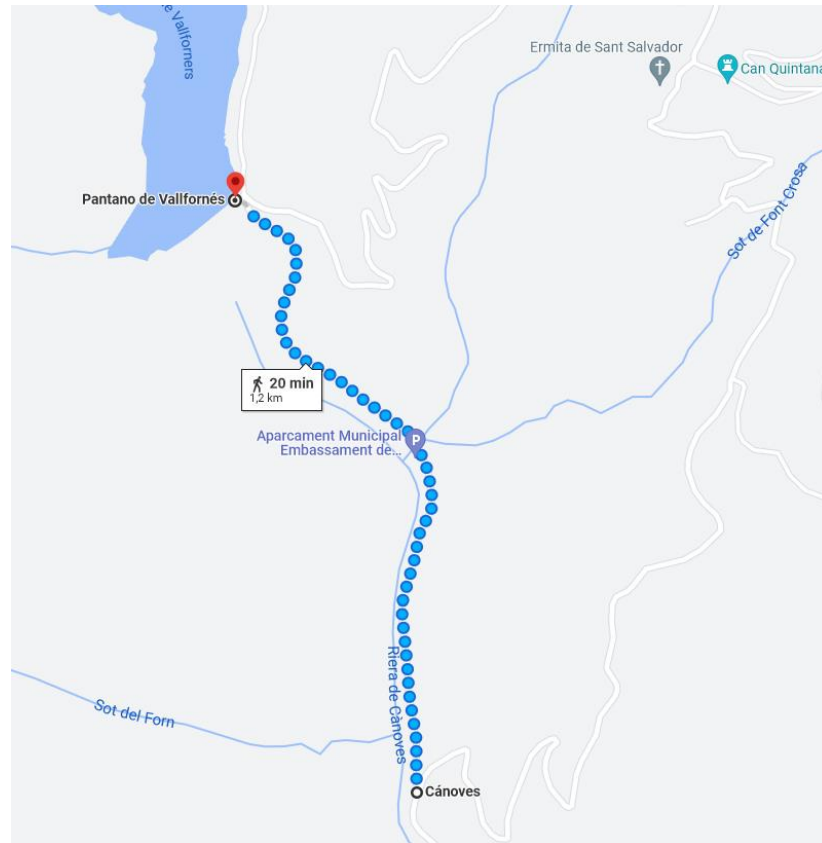 de Vallforners
Ermita de Sant Salvador
Can Quintana
Pantano de Vallfornés
Sot de Font Crosa
20 min
1,2 km
P
Aparcament Municipal
Embassament de...
Riera de Cànoves
Sot del Forn
Cánoves